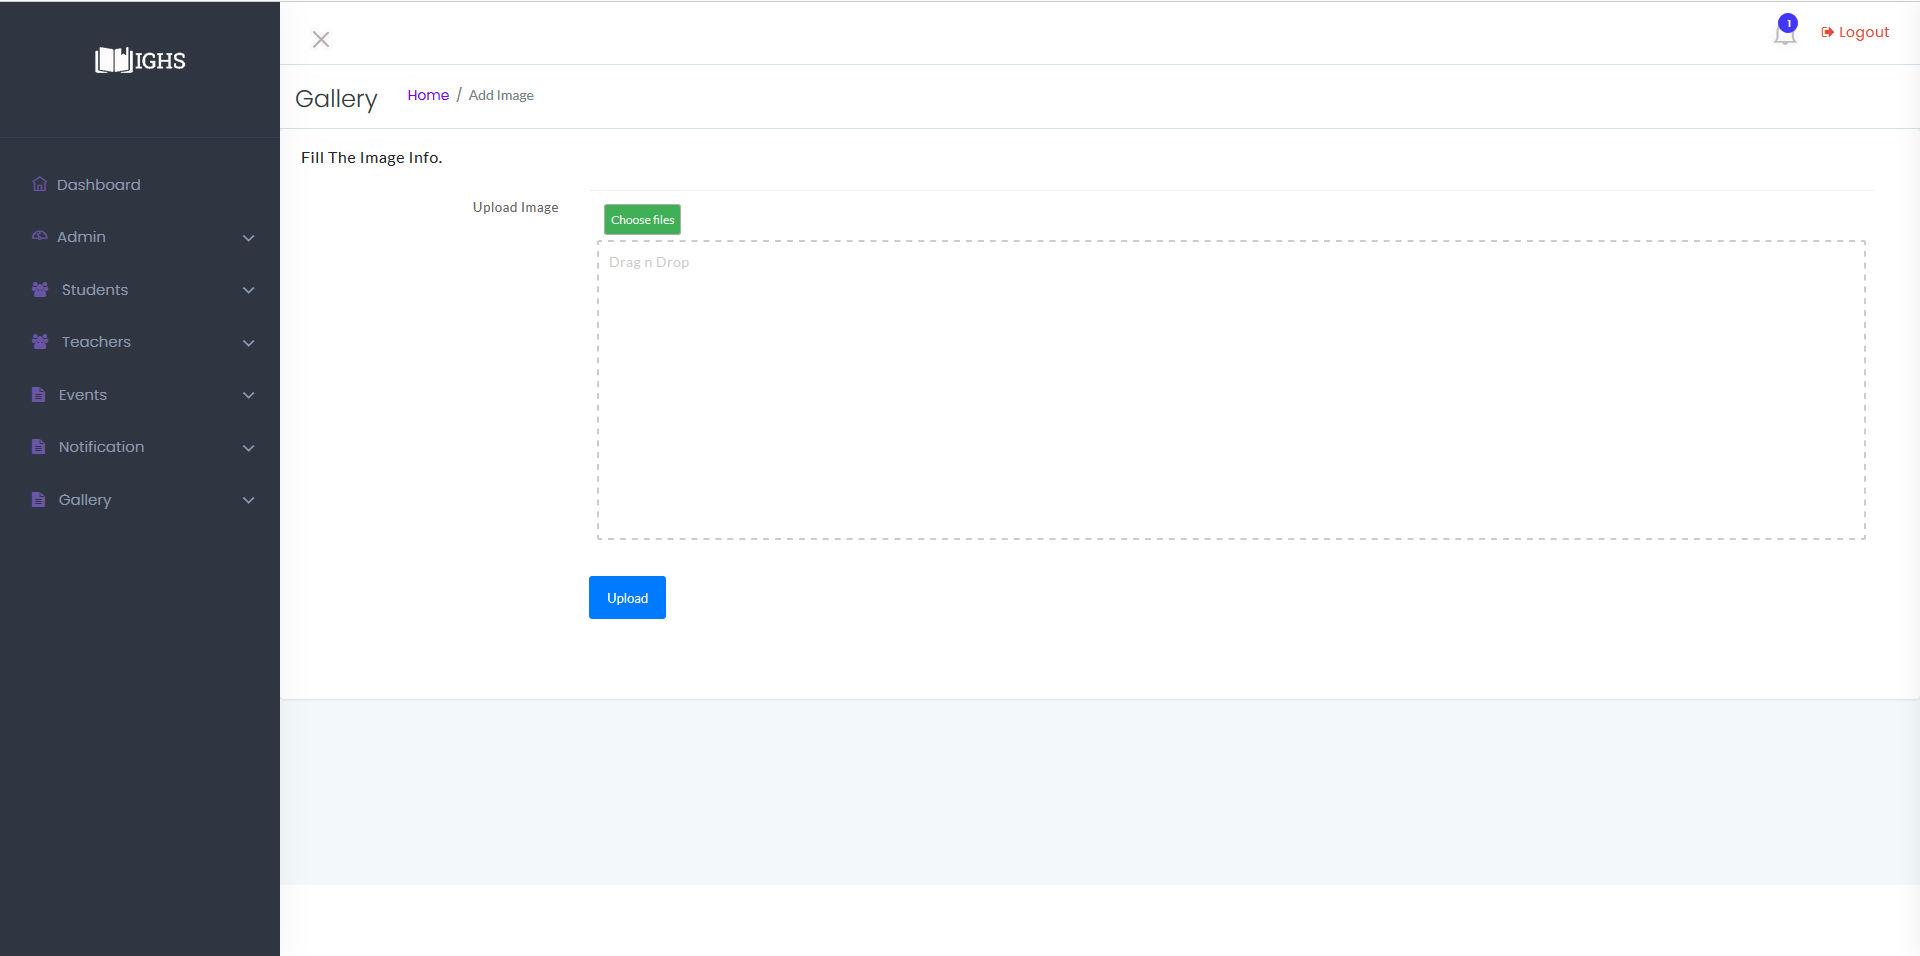 IGHS
Dashboard
Admin
Students
Teachers
Events
Notification
Gallery
1
Logout
Gallery
Home / Add Image
Fill The Image Info.
Upload Image
Choose files
Drag n Drop
Upload